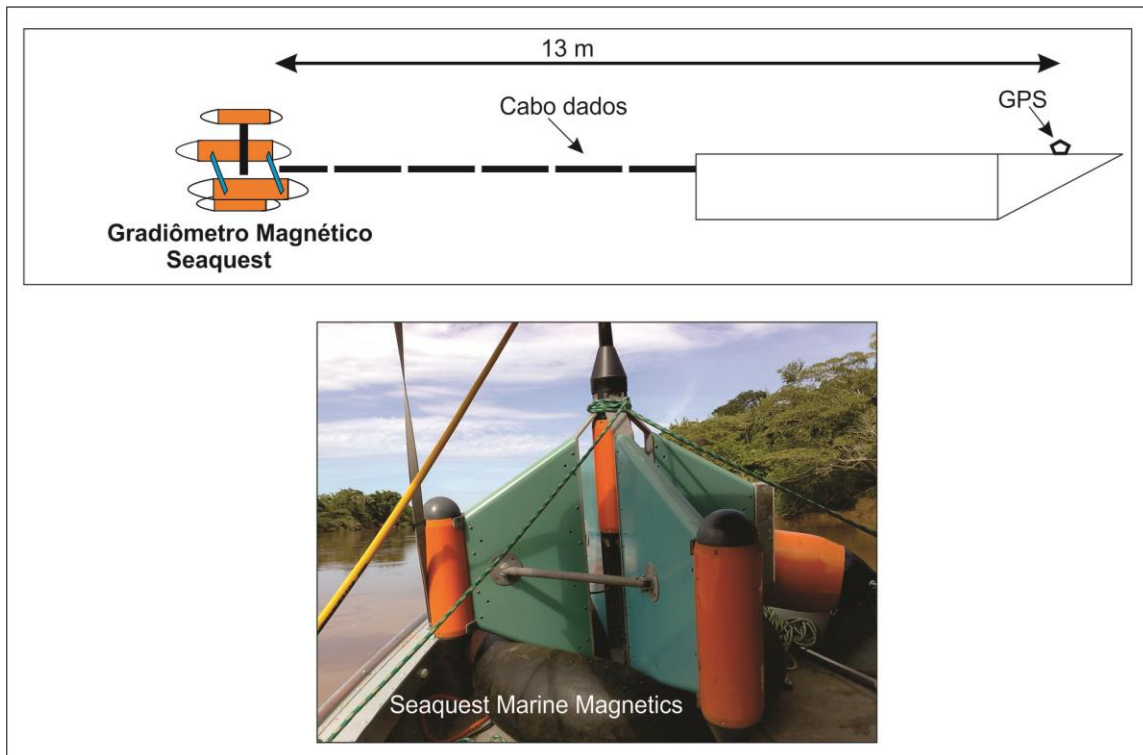 13 m
Cabo dados
GPS
Gradiômetro Magnético
Seaquest
Seaquest Marine Magnetics